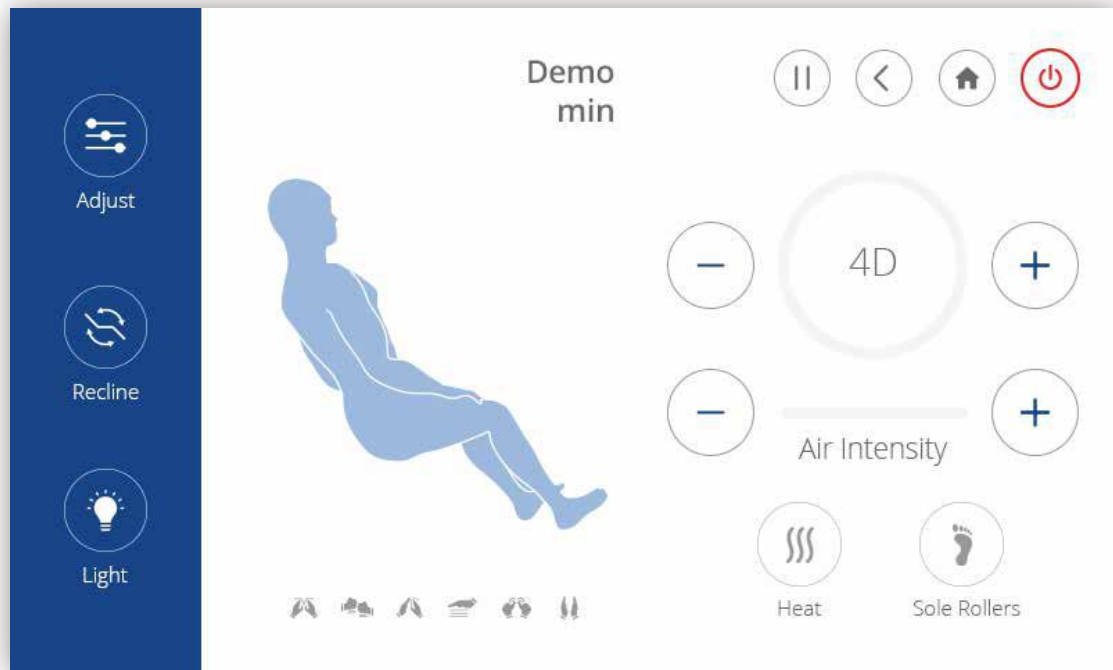 Demo
min
Adjust
Recline
Light
4D
Air Intensity
Heat
Sole Rollers